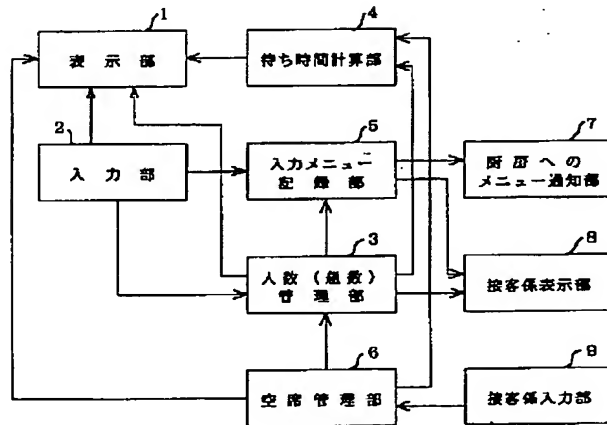 1
表示部
4
待ち時間計算部
2
入力部
5
入力メニュー
記録部
7
厨房への
メニュー通知部
3
人数(組数)
管理部
8
接客係表示部
6
空席管理部
9
接客係入力部